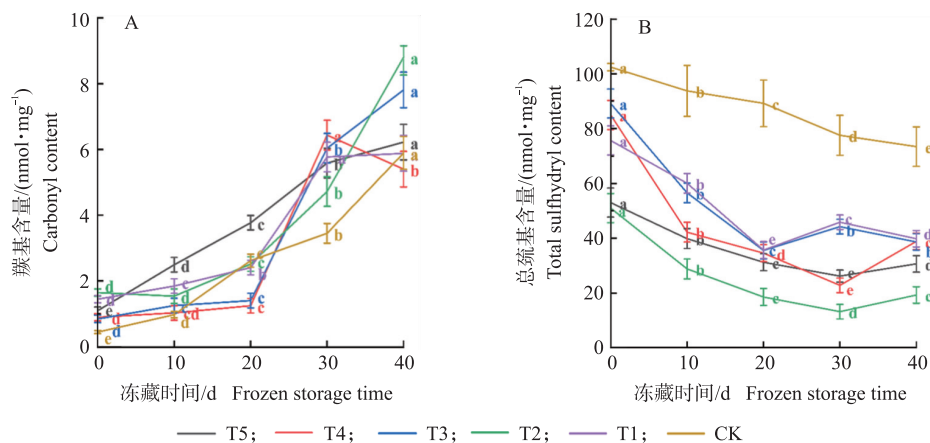 A
羰基含量/(nmol·mg⁻¹)
Carbonyl content
10
8
6
4
2
0
0 10 20 30 40
冻藏时间/d Frozen storage time
a
a
a
a
b
a
b
b
b
b
c
c
c
c
d
d
d
d
cd
d
d
e
d
e
B
总巯基含量/(nmol·mg⁻¹)
Total sulfhydryl content
120
100
80
60
40
20
0
0 10 20 30 40
冻藏时间/d Frozen storage time
a
b
c
d
e
a
a
a
a
a
b
b
b
b
b
c
c
d
c
c
c
c
e
e
d
d
b
d
c
T5; T4; T3; T2; T1; CK